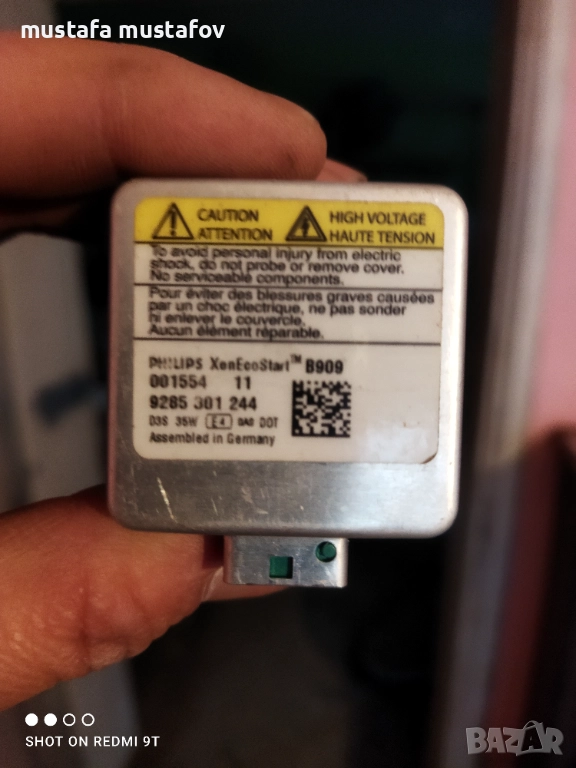 mustafa mustafov
CAUTION
ATTENTION
HIGH VOLTAGE
HAUTE TENSION
To avoid personal injury from electric
shock, do not probe or remove cover.
No serviceable components.
Pour éviter des blessures graves causées
par un choc électrique, ne pas sonder
ni enlever le couvercle.
Aucun élément réparable.
PHILIPS XenEcoStart™ B909
001554 11
9285 301 244
D3S 35W E4 0A0 DOT
Assembled in Germany
SHOT ON REDMI 9T
BAZAR